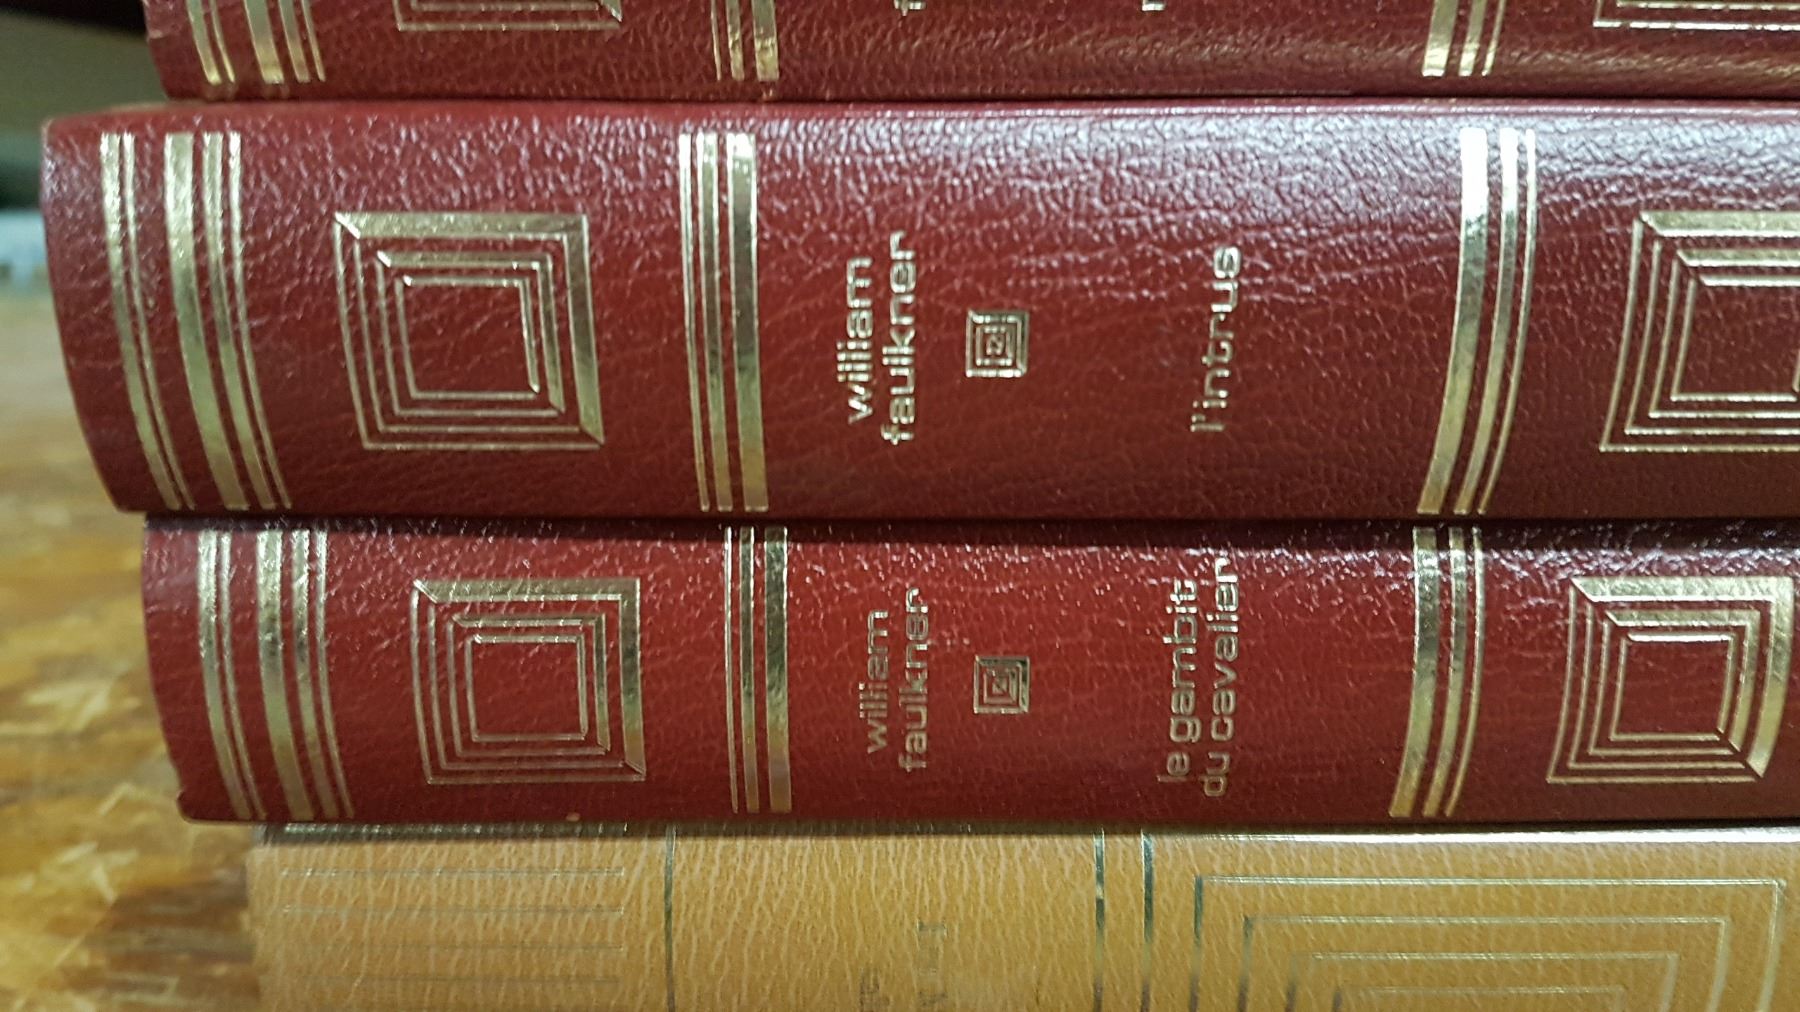 william
faulkner
l'intrus
william
faulkner
le gambit
du cavalier